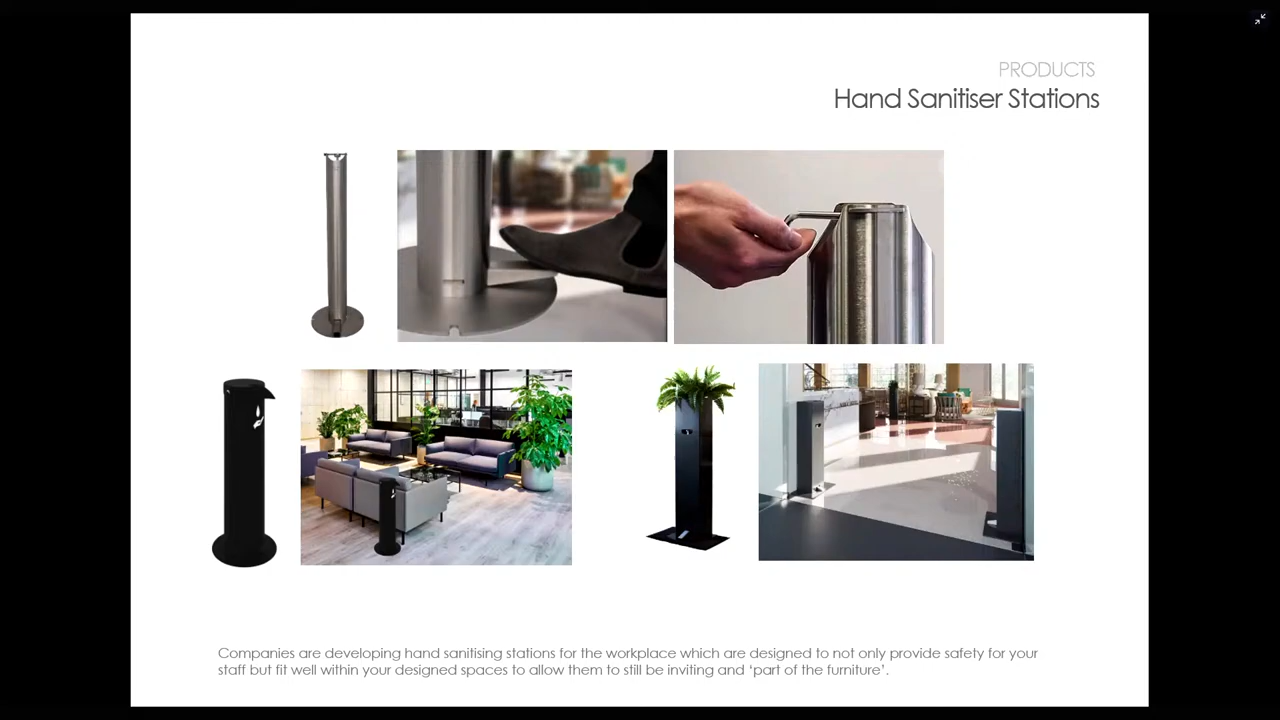 PRODUCTS
Hand Sanitiser Stations
Companies are developing hand sanitising stations for the workplace which are designed to not only provide safety for your
staff but fit well within your designed spaces to allow them to still be inviting and ‘part of the furniture’.